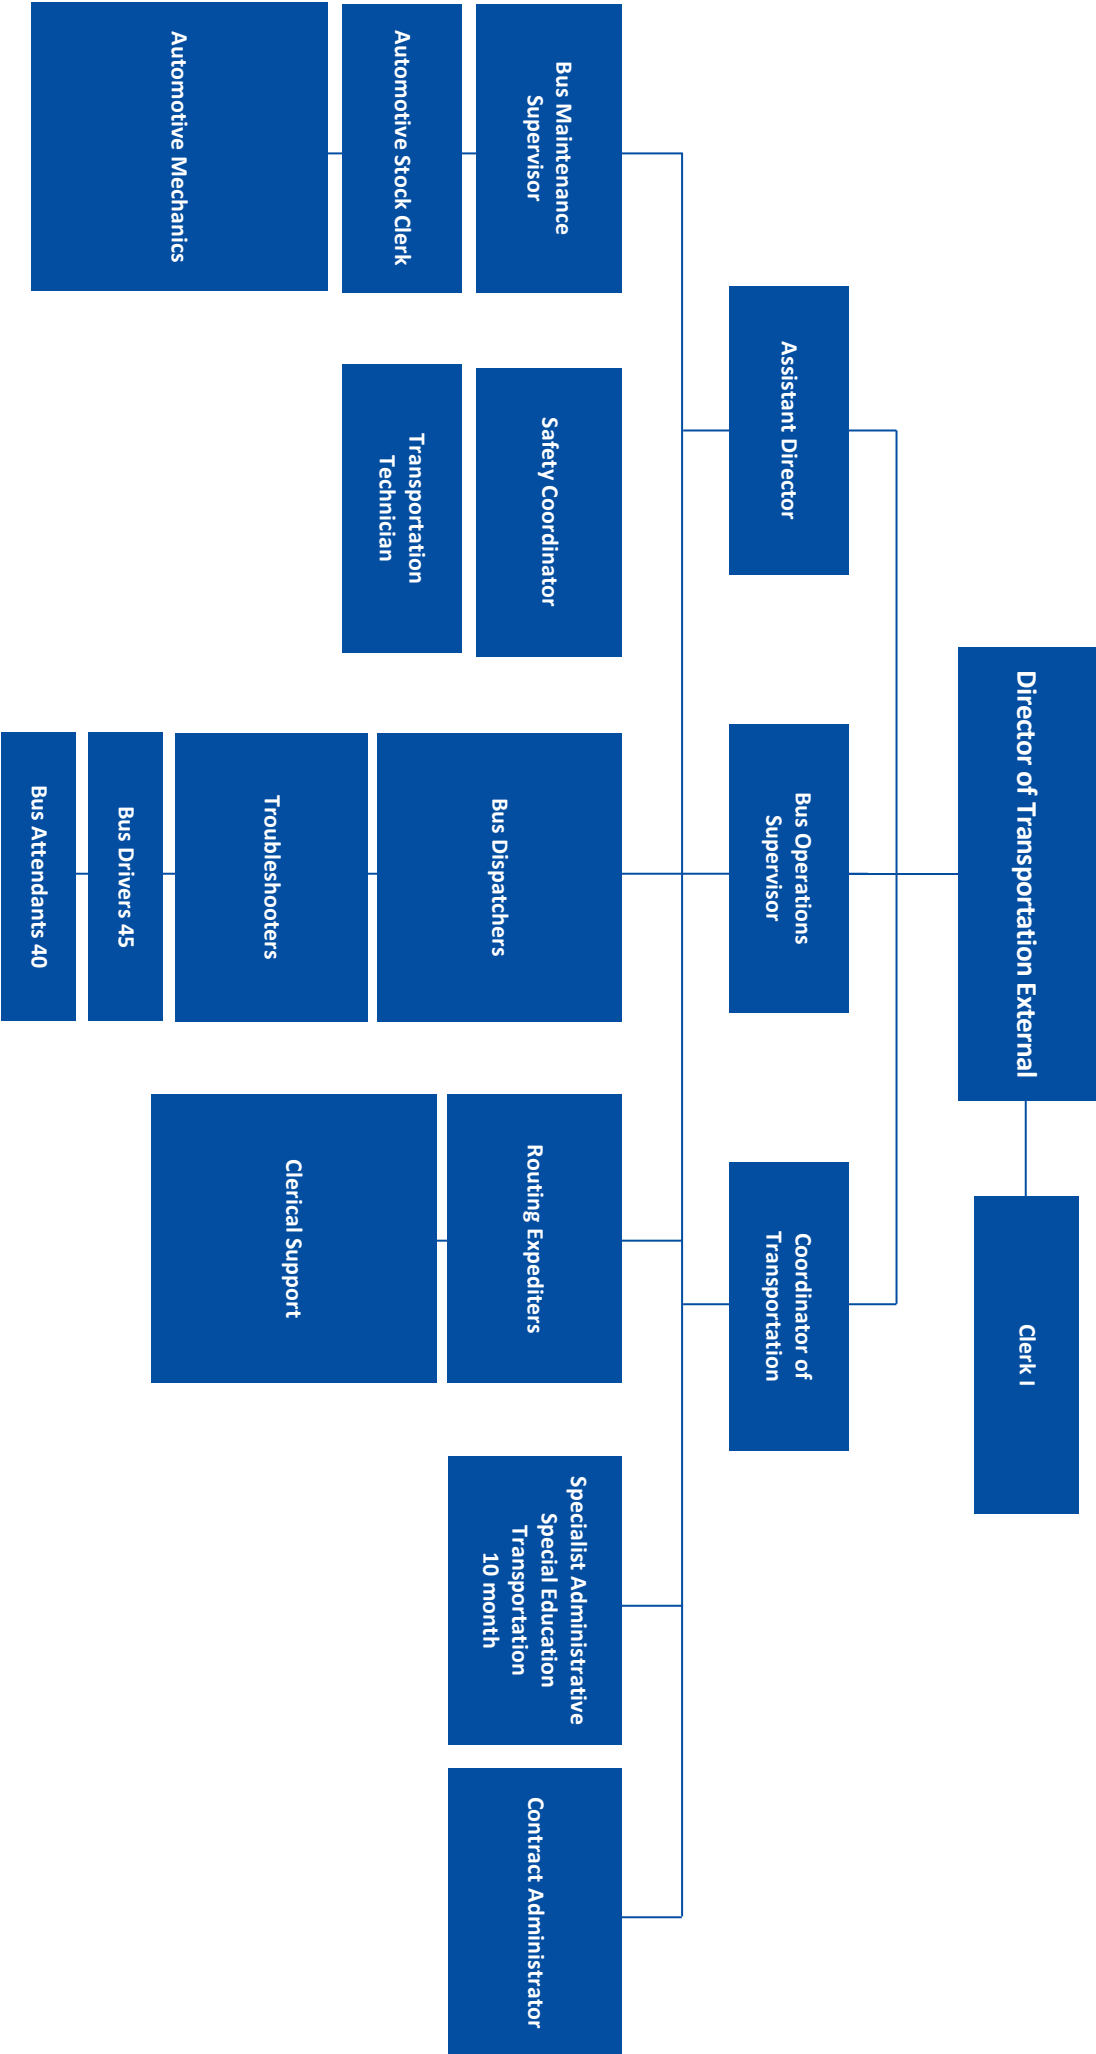 Director of Transportation External
Clerk I
Assistant Director
Bus Operations
Supervisor
Coordinator of
Transportation
Bus Maintenance
Supervisor
Automotive Stock Clerk
Automotive Mechanics
Safety Coordinator
Transportation
Technician
Bus Dispatchers
Troubleshooters
Bus Drivers 45
Bus Attendants 40
Routing Expediters
Clerical Support
Specialist Administrative
Special Education
Transportation
10 month
Contract Administrator